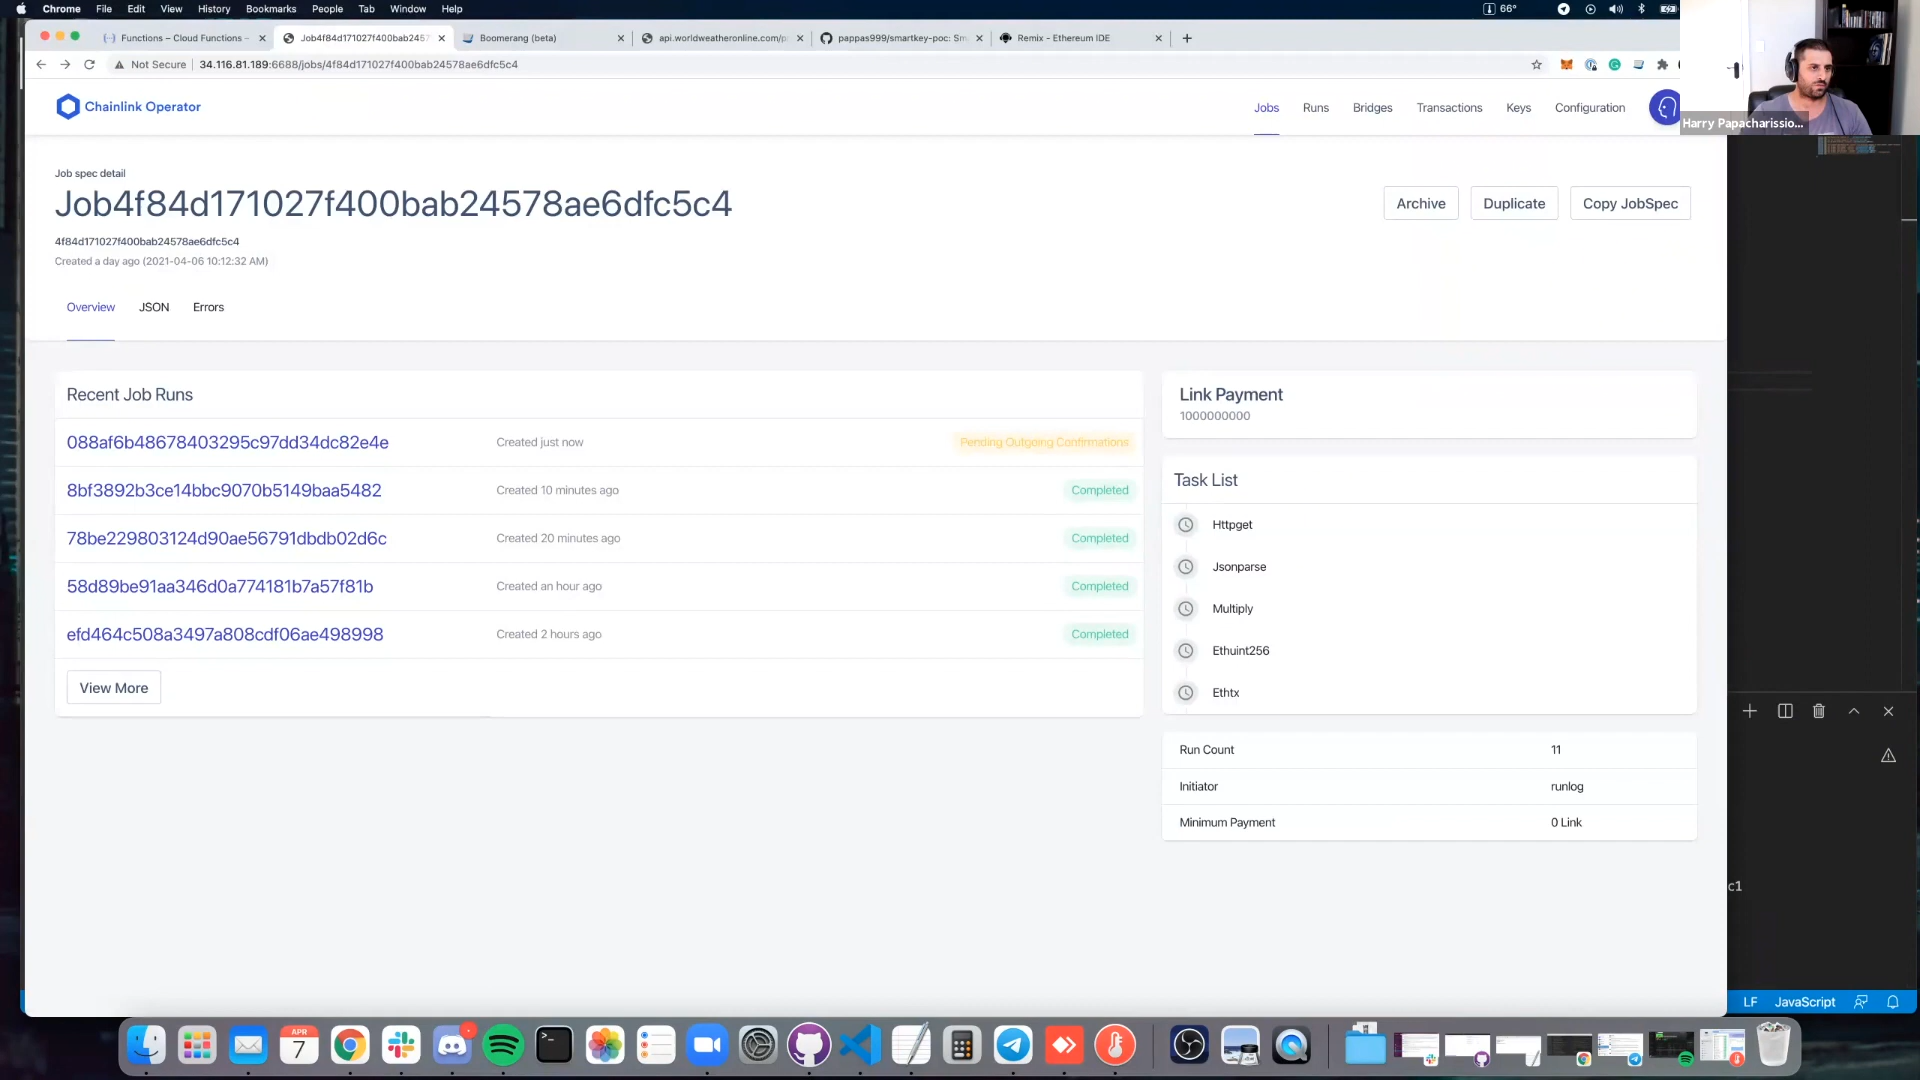 Chrome File Edit View History Bookmarks People Tab Window Help
66°
Functions – Cloud Functions –
Job4f84d171027f400bab2457
Boomerang (beta)
api.worldweatheronline.com/p
pappas999/smartkey-poc: Sm
Remix - Ethereum IDE
Not Secure
34.116.81.189:6688/jobs/4f84d171027f400bab24578ae6dfc5c4
Harry Papacharissio...
Chainlink Operator
Jobs Runs Bridges Transactions Keys Configuration
Job spec detail
Job4f84d171027f400bab24578ae6dfc5c4
Archive Duplicate Copy JobSpec
4f84d171027f400bab24578ae6dfc5c4
Created a day ago (2021-04-06 10:12:32 AM)
Overview JSON Errors
Recent Job Runs
088af6b48678403295c97dd34dc82e4e Created just now Pending Outgoing Confirmations
8bf3892b3ce14bbc9070b5149baa5482 Created 10 minutes ago Completed
78be229803124d90ae56791dbdb02d6c Created 20 minutes ago Completed
58d89be91aa346d0a774181b7a57f81b Created an hour ago Completed
efd464c508a3497a808cdf06ae498998 Created 2 hours ago Completed
View More
Link Payment
1000000000
Task List
Httpget
Jsonparse
Multiply
Ethuint256
Ethtx
Run Count 11
Initiator runlog
Minimum Payment 0 Link
c1
LF JavaScript
APR
7